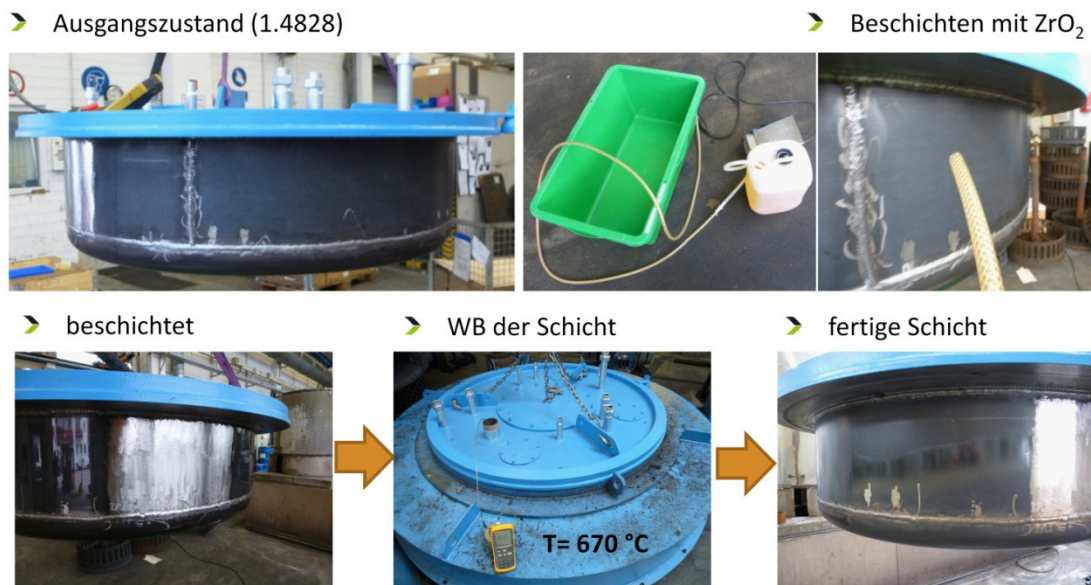 Ausgangszustand (1.4828)
Beschichten mit ZrO₂
beschichtet
WB der Schicht
fertige Schicht
T= 670 °C